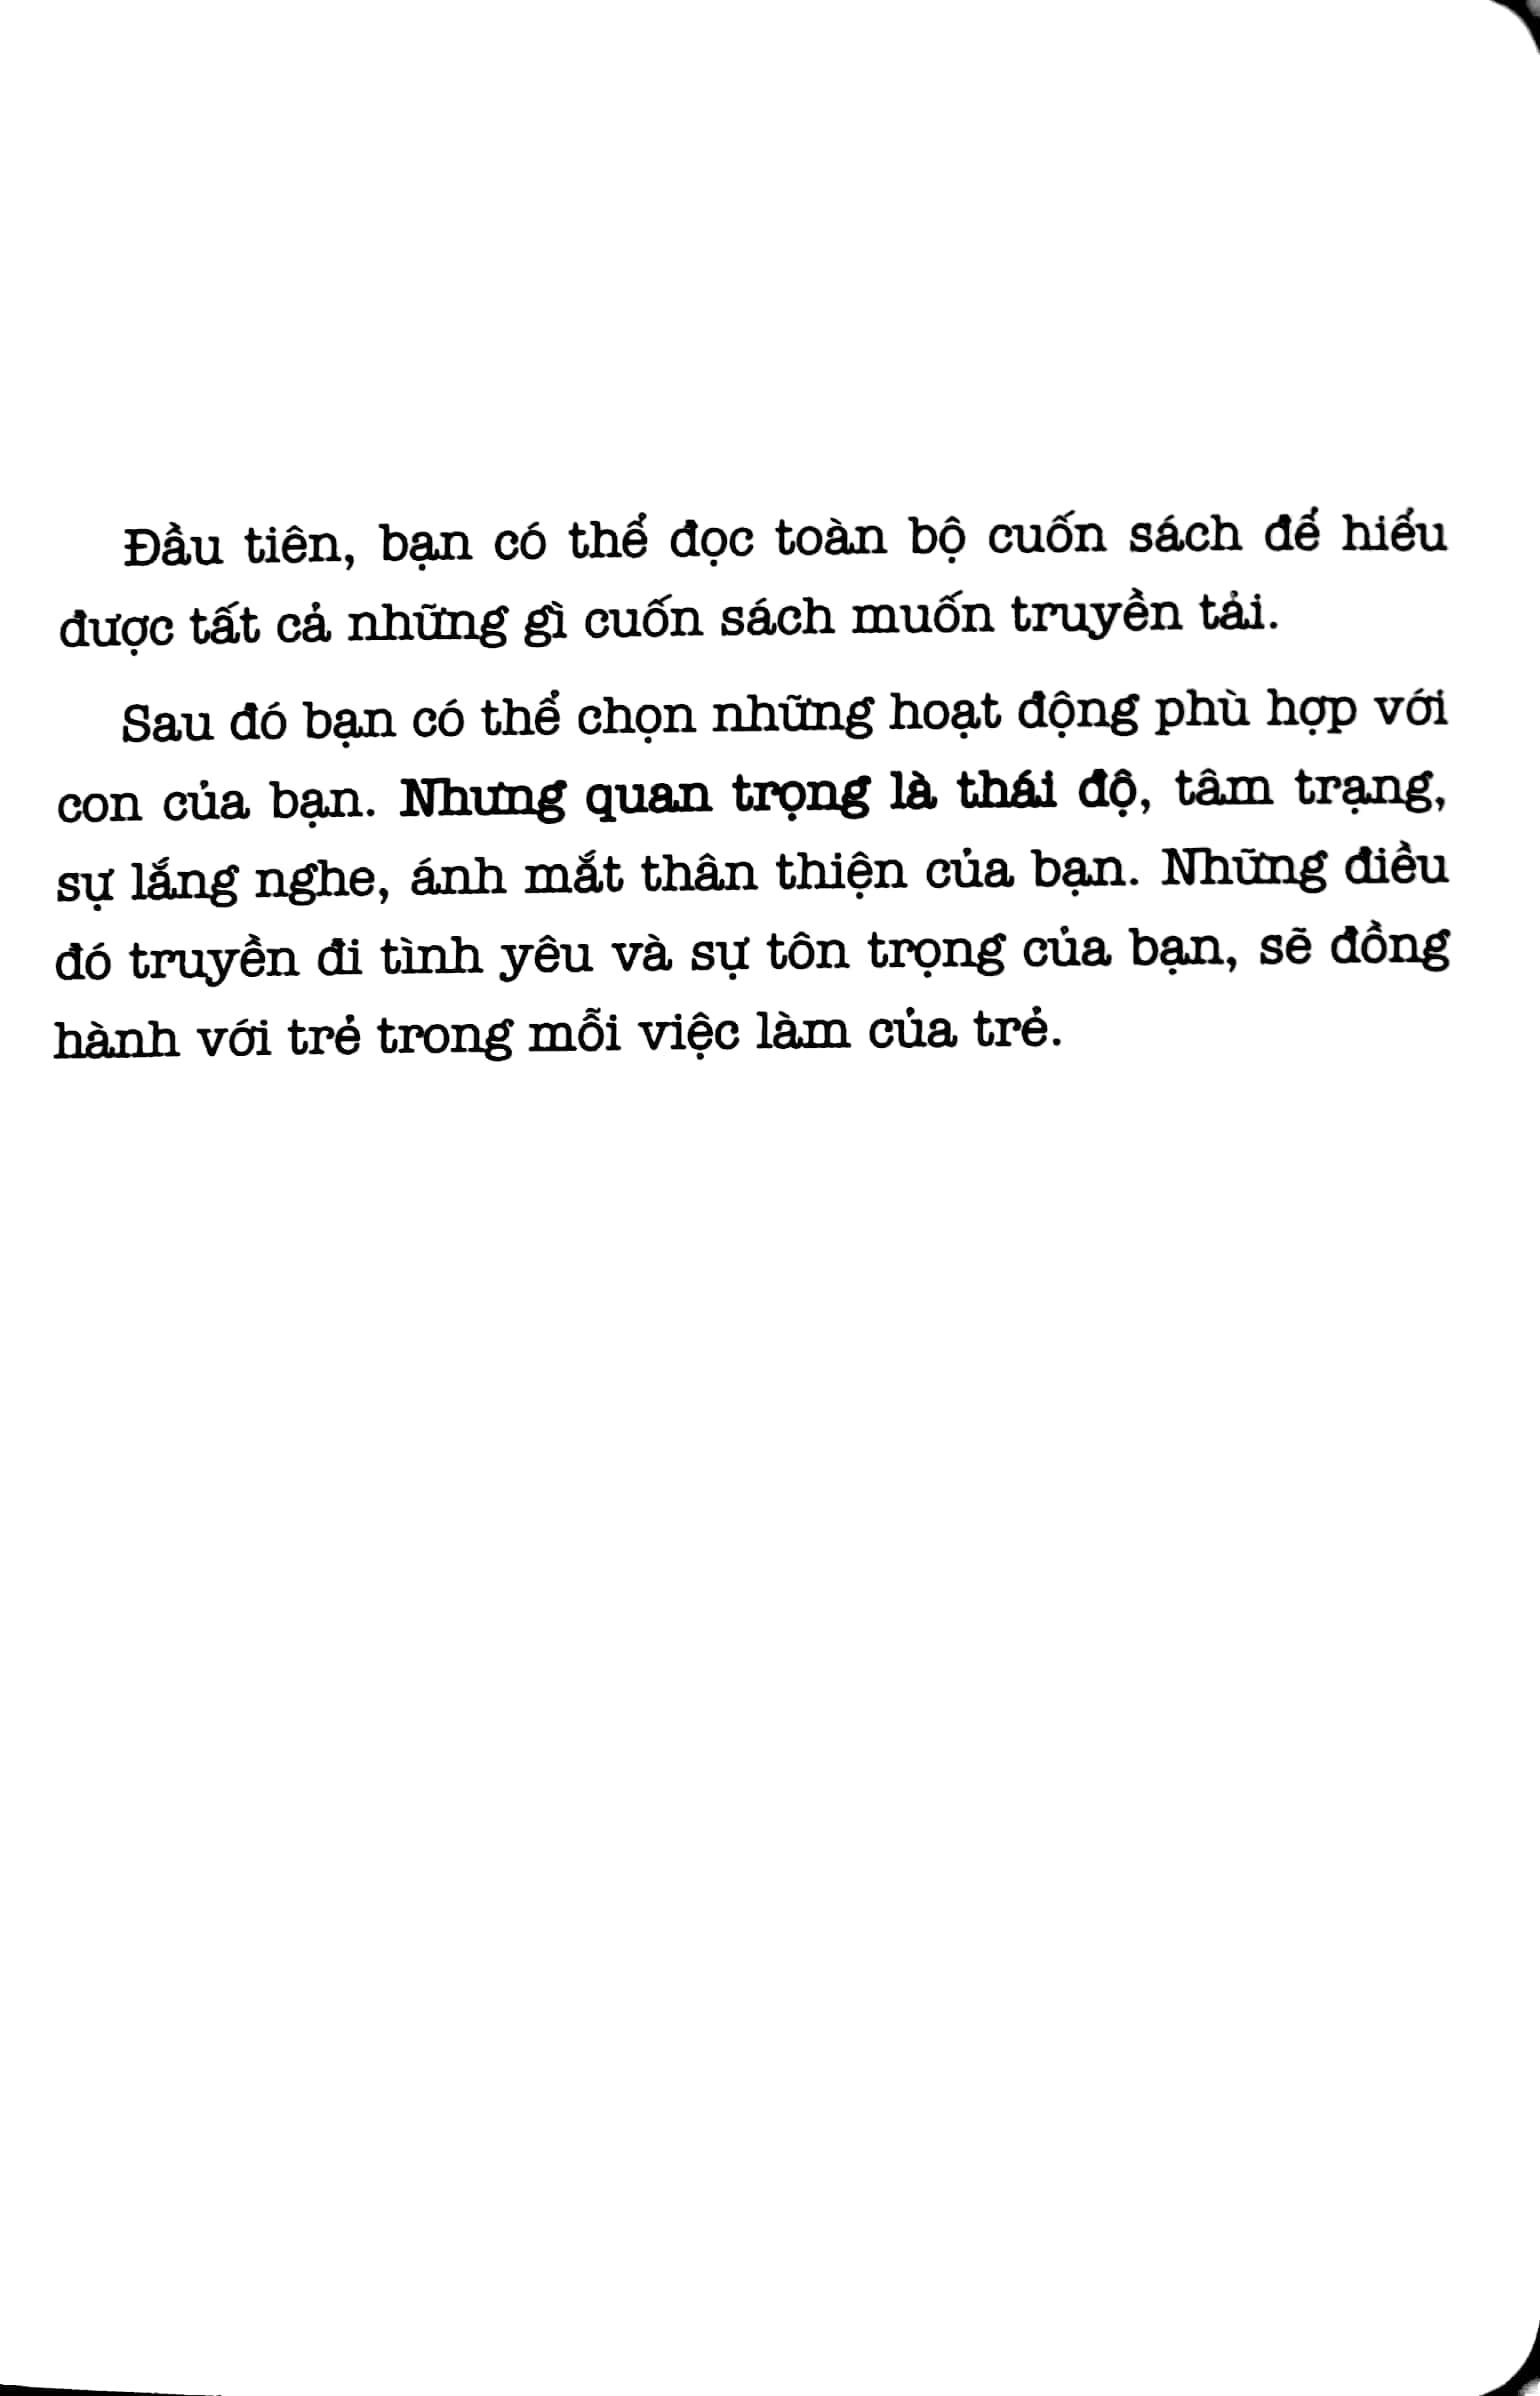 Đầu tiên, bạn có thể đọc toàn bộ cuốn sách để hiểu
được tất cả những gì cuốn sách muốn truyền tải.
Sau đó bạn có thể chọn những hoạt động phù hợp với
con của bạn. Nhưng quan trọng là thái độ, tâm trạng,
sự lắng nghe, ánh mắt thân thiện của bạn. Những điều
đó truyền đi tình yêu và sự tôn trọng của bạn, sẽ đồng
hành với trẻ trong mỗi việc làm của trẻ.